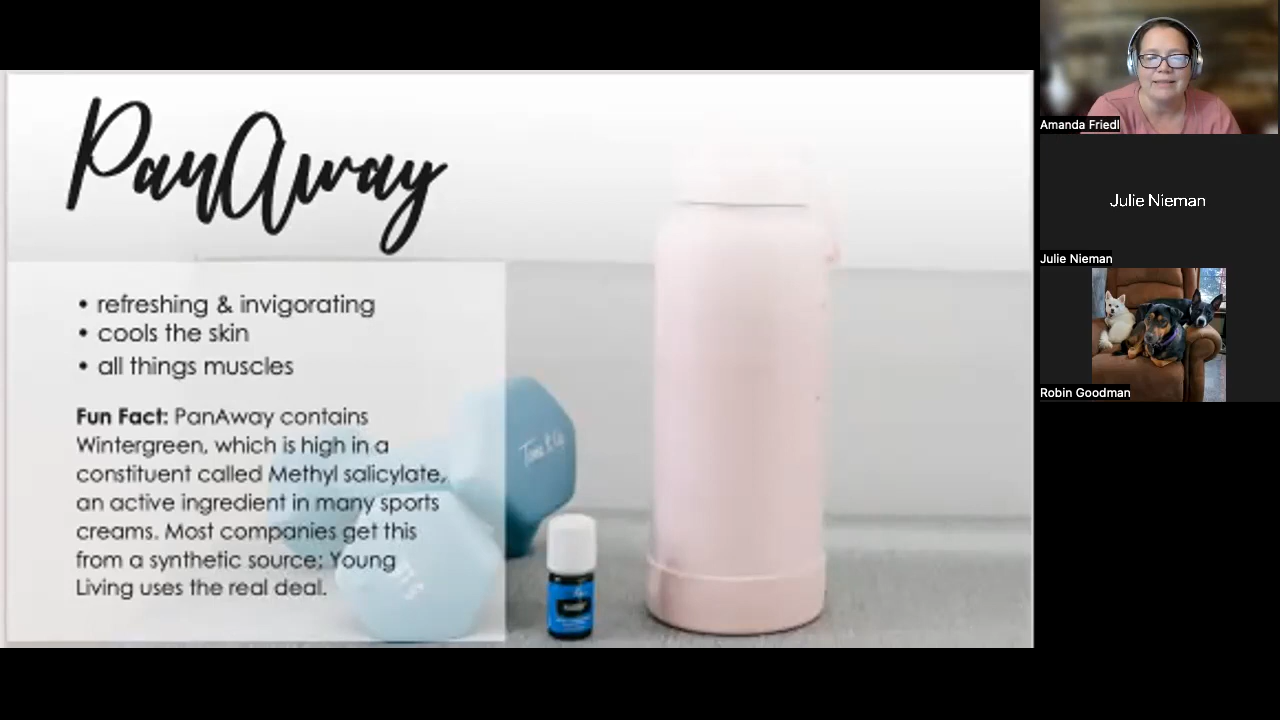 PanAway
• refreshing & invigorating
• cools the skin
• all things muscles
Fun Fact: PanAway contains
Wintergreen, which is high in a
constituent called Methyl salicylate,
an active ingredient in many sports
creams. Most companies get this
from a synthetic source; Young
Living uses the real deal.
Amanda Friedl
Julie Nieman
Julie Nieman
Robin Goodman